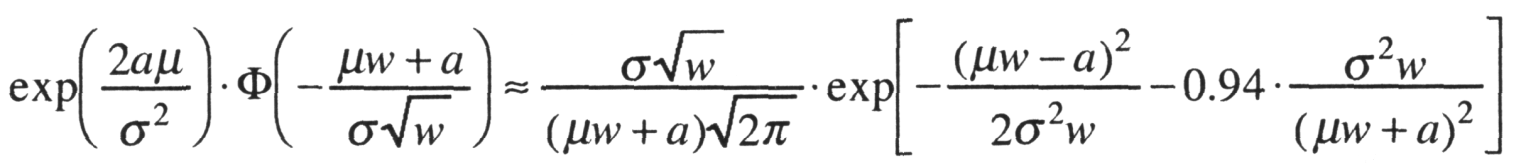 exp(2aμ/σ²) · Φ(−(μw + a)/(σ√w)) ≈ σ√w/((μw + a)√2π) · exp[−(μw − a)²/(2σ²w) − 0.94 · σ²w/(μw + a)²]